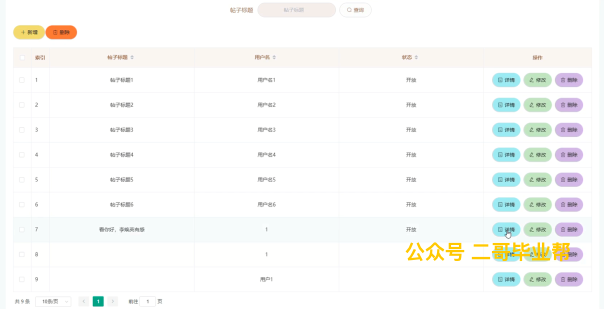 帖子标题 帖子标题 查询
+ 新增 删除
索引 帖子标题 用户名 状态 操作
1 帖子标题1 用户名1 开放 详情 修改 删除
2 帖子标题2 用户名2 开放 详情 修改 删除
3 帖子标题3 用户名3 开放 详情 修改 删除
4 帖子标题4 用户名4 开放 详情 修改 删除
5 帖子标题5 用户名5 开放 详情 修改 删除
6 帖子标题6 用户名6 开放 详情 修改 删除
7 1 开放 详情 修改 删除
公众号 二哥毕业帮
8 1 详情 修改 删除
9 用户1 详情 修改 删除
共 9 条 10条/页 1 前往 1 页